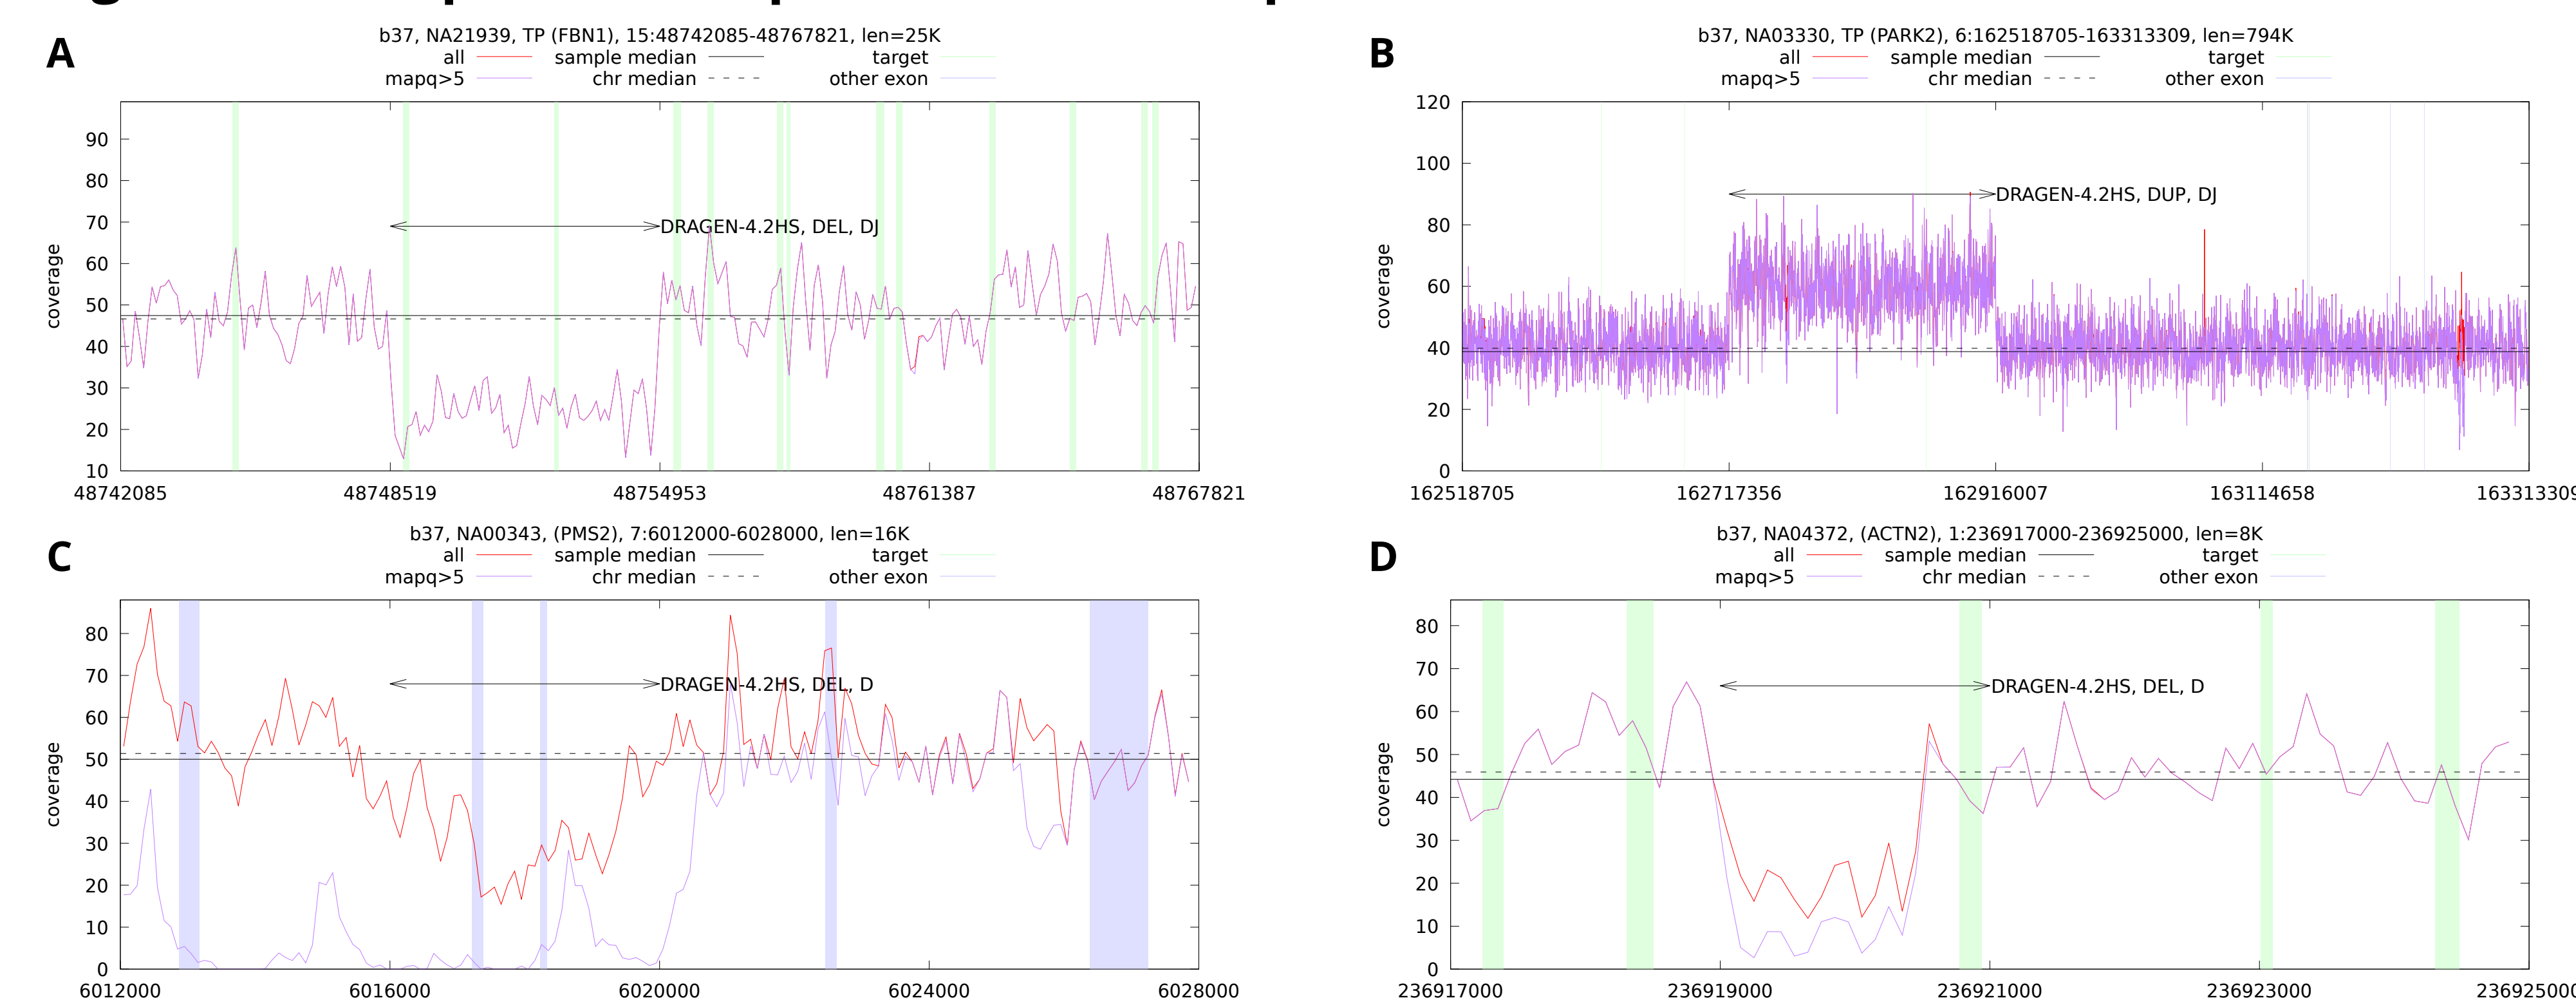 A
b37, NA21939, TP (FBN1), 15:48742085-48767821, len=25K
all sample median target
mapq>5 chr median other exon
coverage
90
80
70
60
50
40
30
20
10
DRAGEN-4.2HS, DEL, DJ
48742085 48748519 48754953 48761387 48767821
B
b37, NA03330, TP (PARK2), 6:162518705-163313309, len=794K
all sample median target
mapq>5 chr median other exon
coverage
120
100
80
60
40
20
0
DRAGEN-4.2HS, DUP, DJ
162518705 162717356 162916007 163114658 163313309
C
b37, NA00343, (PMS2), 7:6012000-6028000, len=16K
all sample median target
mapq>5 chr median other exon
coverage
80
70
60
50
40
30
20
10
0
DRAGEN-4.2HS, DEL, D
6012000 6016000 6020000 6024000 6028000
D
b37, NA04372, (ACTN2), 1:236917000-236925000, len=8K
all sample median target
mapq>5 chr median other exon
coverage
80
70
60
50
40
30
20
10
0
DRAGEN-4.2HS, DEL, D
236917000 236919000 236921000 236923000 236925000